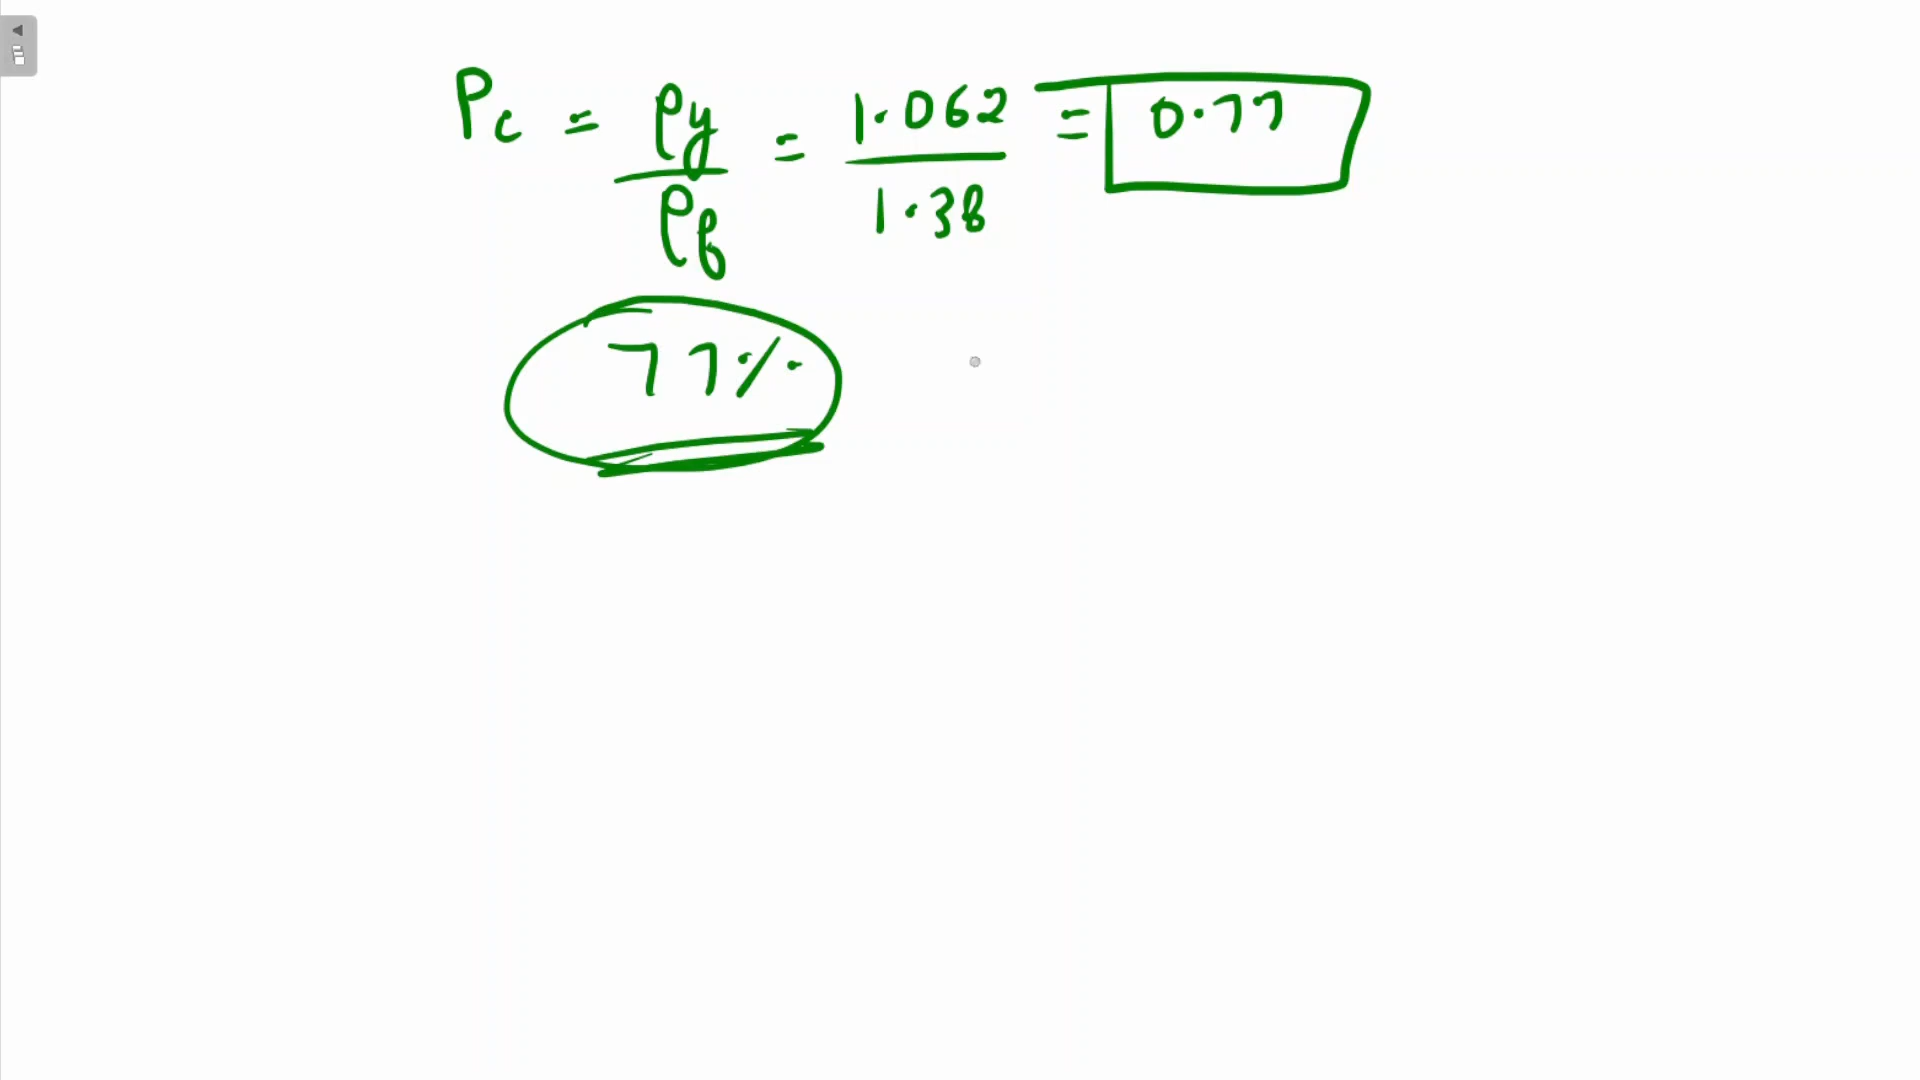 Pc = ρy / ρf = 1.062 / 1.38 = 0.77
77%